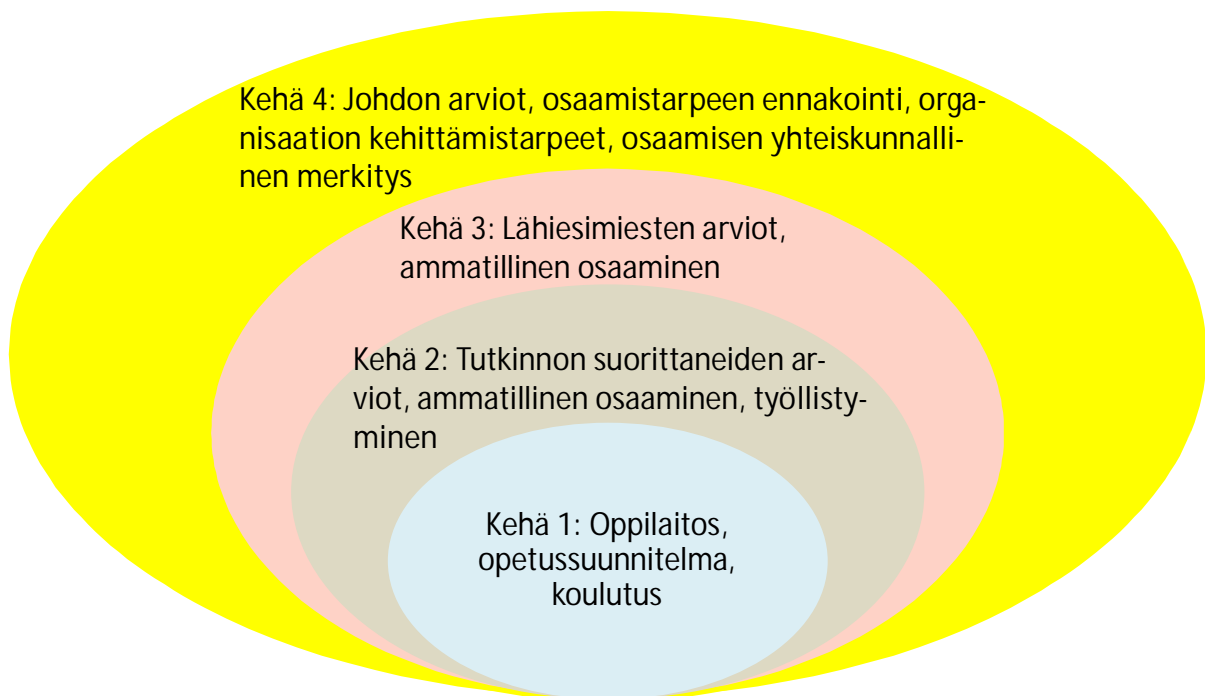 Kehä 4: Johdon arviot, osaamistarpeen ennakointi, orga-
nisaation kehittämistarpeet, osaamisen yhteiskunnalli-
nen merkitys
Kehä 3: Lähiesimiesten arviot,
ammatillinen osaaminen
Kehä 2: Tutkinnon suorittaneiden ar-
viot, ammatillinen osaaminen, työllisty-
minen
Kehä 1: Oppilaitos,
opetussuunnitelma,
koulutus